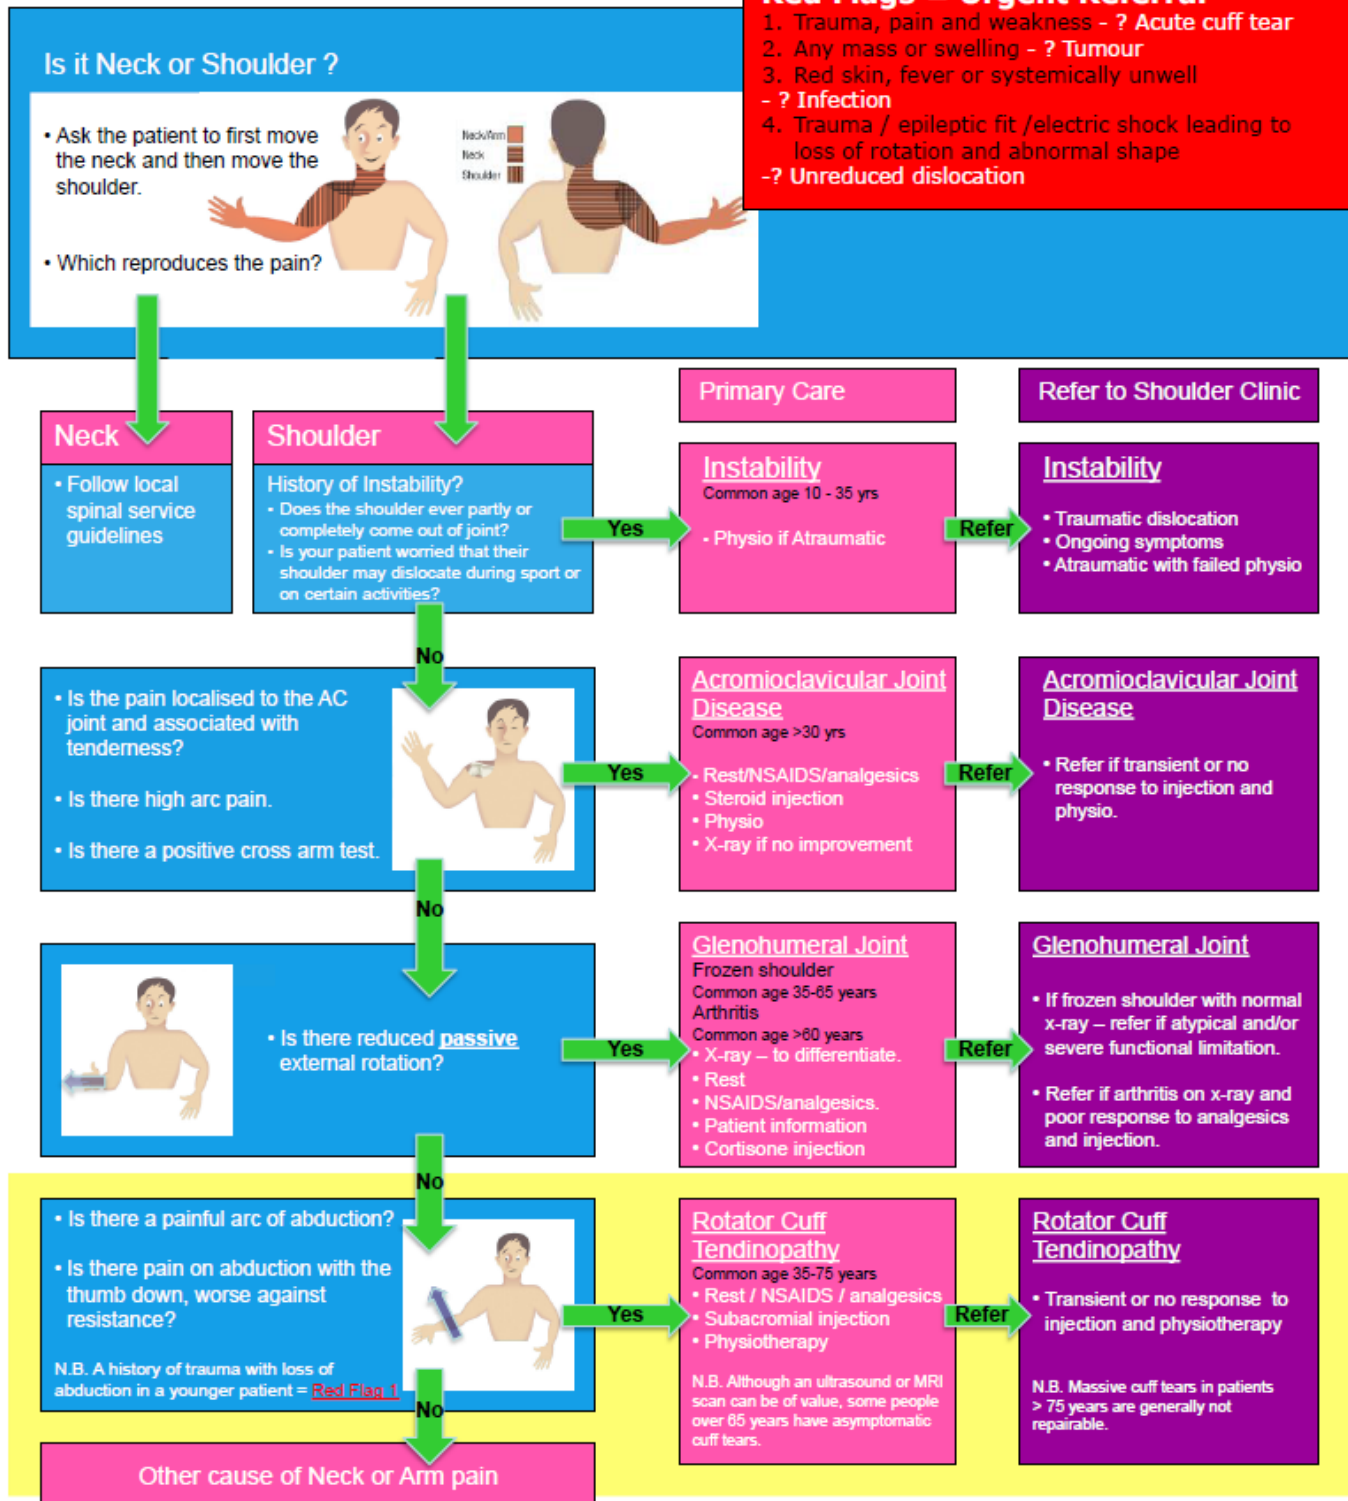 Red Flags = Urgent Referral
1. Trauma, pain and weakness - ? Acute cuff tear
2. Any mass or swelling - ? Tumour
3. Red skin, fever or systemically unwell
- ? Infection
4. Trauma / epileptic fit /electric shock leading to
loss of rotation and abnormal shape
-? Unreduced dislocation
Is it Neck or Shoulder ?
• Ask the patient to first move
the neck and then move the
shoulder.
• Which reproduces the pain?
Neck/Arm
Neck
Shoulder
Neck
• Follow local
spinal service
guidelines
Shoulder
History of Instability?
• Does the shoulder ever partly or
completely come out of joint?
• Is your patient worried that their
shoulder may dislocate during sport or
on certain activities?
Yes
Primary Care
Instability
Common age 10 - 35 yrs
- Physio if Atraumatic
Refer
Refer to Shoulder Clinic
Instability
• Traumatic dislocation
• Ongoing symptoms
• Atraumatic with failed physio
No
• Is the pain localised to the AC
joint and associated with
tenderness?
• Is there high arc pain.
• Is there a positive cross arm test.
Yes
Acromioclavicular Joint
Disease
Common age >30 yrs
- Rest/NSAIDS/analgesics
• Steroid injection
• Physio
• X-ray if no improvement
Refer
Acromioclavicular Joint
Disease
• Refer if transient or no
response to injection and
physio.
No
• Is there reduced passive
external rotation?
Yes
Glenohumeral Joint
Frozen shoulder
Common age 35-65 years
Arthritis
Common age >60 years
• X-ray – to differentiate.
• Rest
• NSAIDS/analgesics.
• Patient information
• Cortisone injection
Refer
Glenohumeral Joint
• If frozen shoulder with normal
x-ray – refer if atypical and/or
severe functional limitation.
• Refer if arthritis on x-ray and
poor response to analgesics
and injection.
No
• Is there a painful arc of abduction?
• Is there pain on abduction with the
thumb down, worse against
resistance?
N.B. A history of trauma with loss of
abduction in a younger patient = Red Flag 1
Yes
Rotator Cuff
Tendinopathy
Common age 35-75 years
• Rest / NSAIDS / analgesics
• Subacromial injection
• Physiotherapy
N.B. Although an ultrasound or MRI
scan can be of value, some people
over 65 years have asymptomatic
cuff tears.
Refer
Rotator Cuff
Tendinopathy
• Transient or no response to
injection and physiotherapy
N.B. Massive cuff tears in patients
> 75 years are generally not
repairable.
No
Other cause of Neck or Arm pain